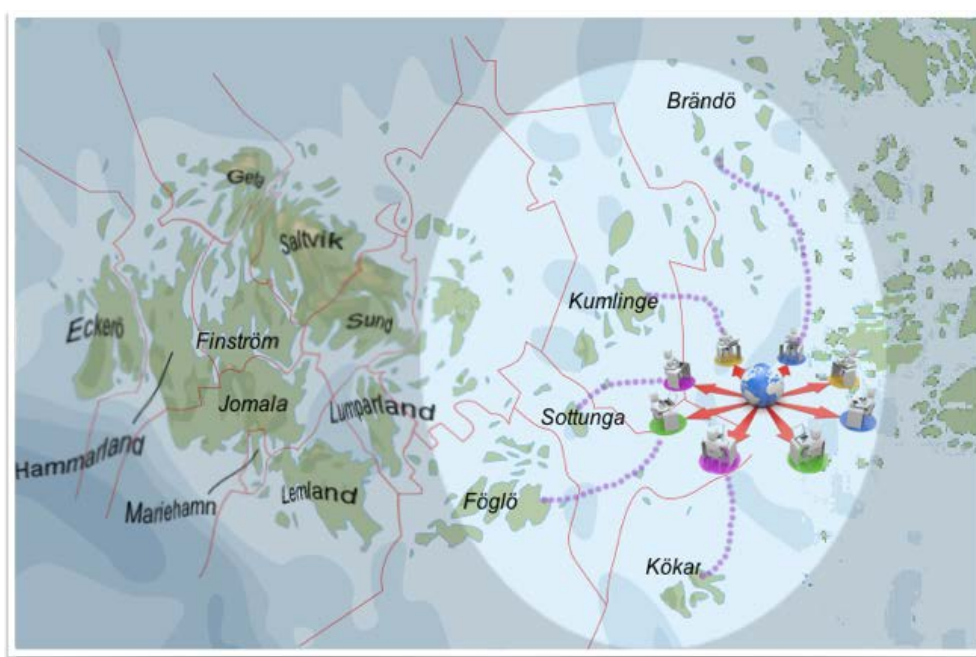 Brändö
Geta
Saltvik
Kumlinge
Eckerö
Sund
Finström
Jomala
Lumparland
Sottunga
Hammarland
Lemland
Föglö
Mariehamn
Kökar